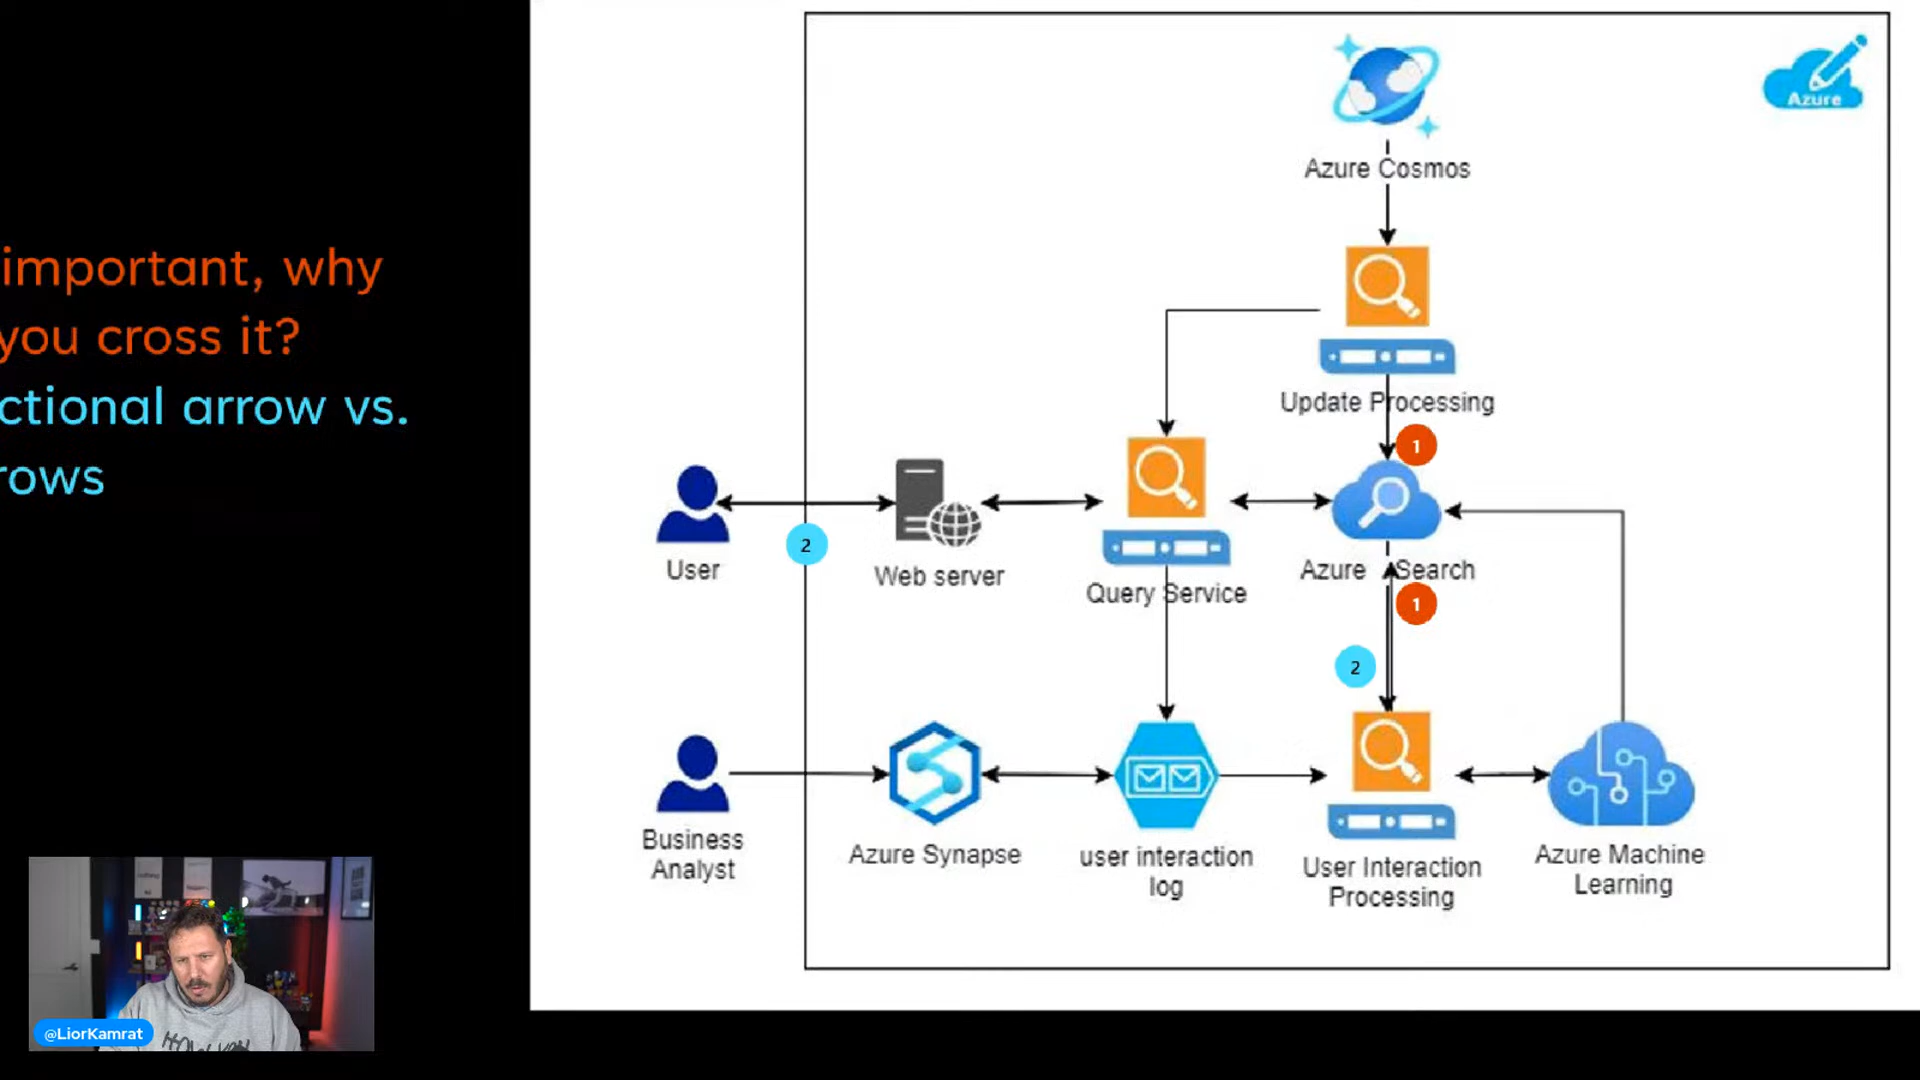 important, why
you cross it?
ctional arrow vs.
rows
Azure
Azure Cosmos
Update Processing
1
User
2
Web server
Query Service
Azure Search
1
2
Business
Analyst
Azure Synapse
user interaction
log
User Interaction
Processing
Azure Machine
Learning
@LiorKamrat